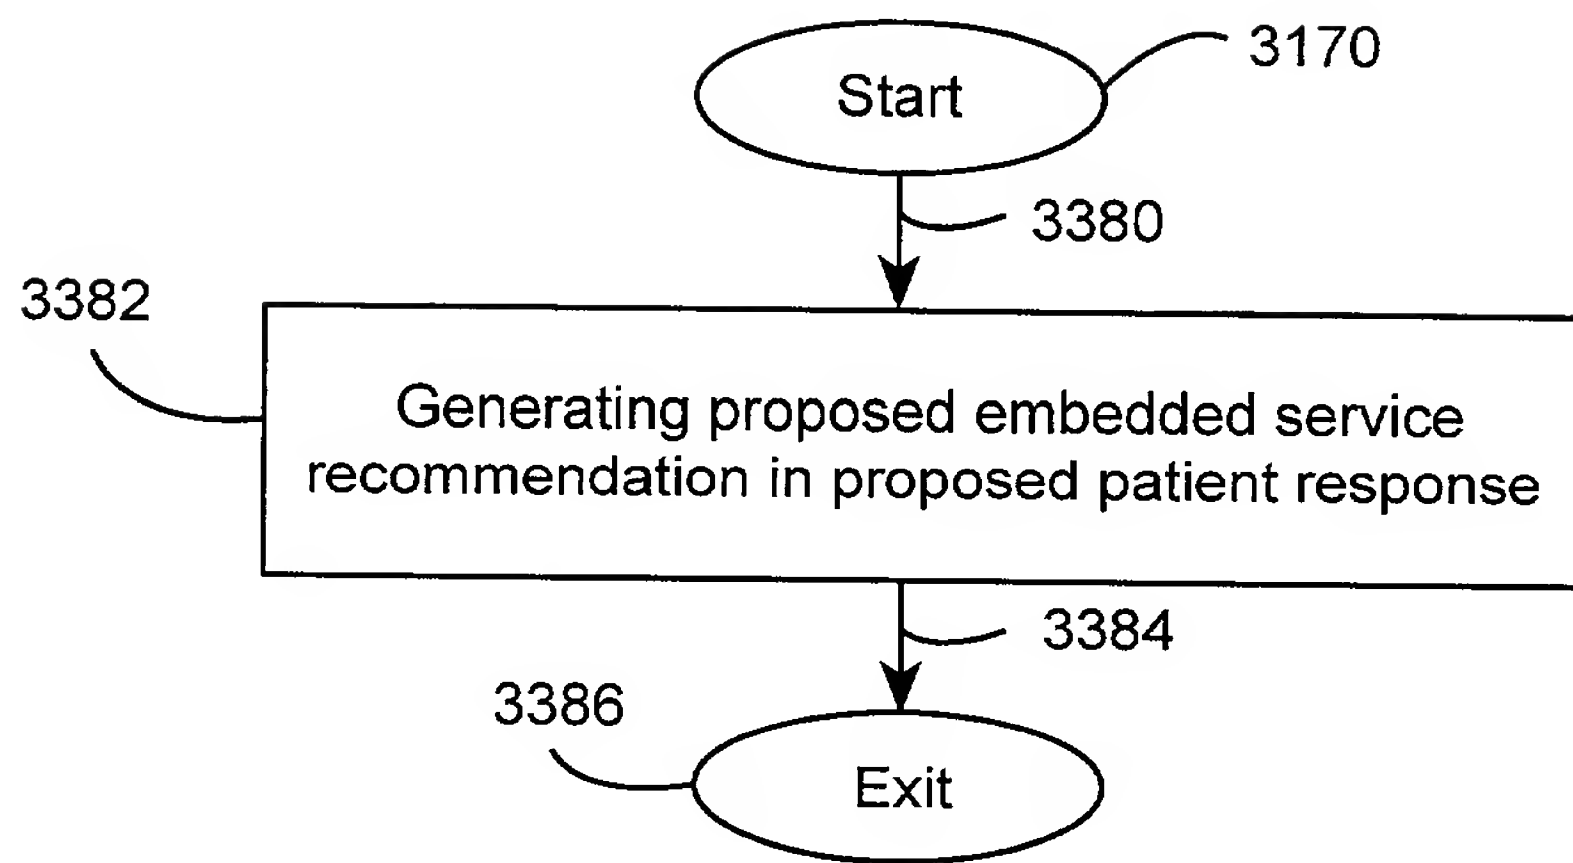 Start
3170
3380
3382
Generating proposed embedded service
recommendation in proposed patient response
3384
3386
Exit